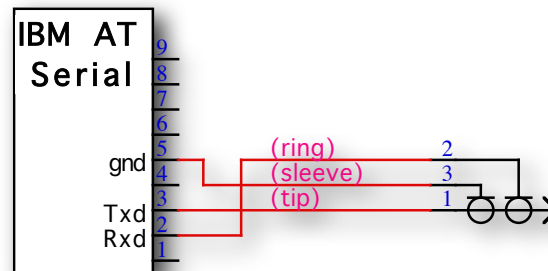 IBM AT
Serial
9
8
7
6
5
gnd
4
3
Txd
2
Rxd
1
(ring)
2
(sleeve)
3
(tip)
1